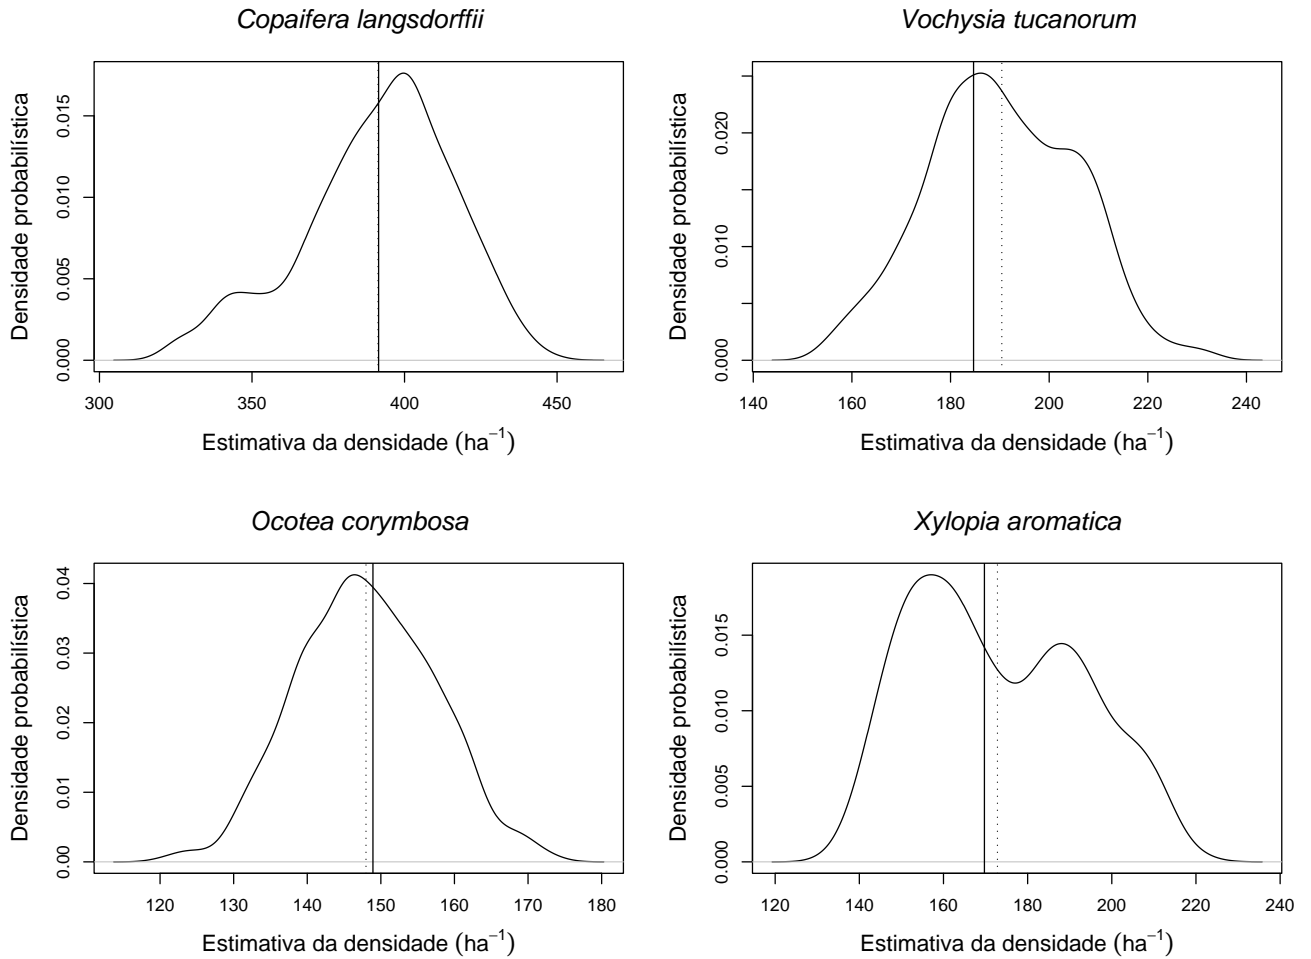 Copaifera langsdorffii
Densidade probabilística
0.000 0.005 0.010 0.015
300 350 400 450
Estimativa da densidade (ha⁻¹)
Vochysia tucanorum
Densidade probabilística
0.000 0.010 0.020
140 160 180 200 220 240
Estimativa da densidade (ha⁻¹)
Ocotea corymbosa
Densidade probabilística
0.00 0.01 0.02 0.03 0.04
120 130 140 150 160 170 180
Estimativa da densidade (ha⁻¹)
Xylopia aromatica
Densidade probabilística
0.000 0.005 0.010 0.015
120 140 160 180 200 220 240
Estimativa da densidade (ha⁻¹)